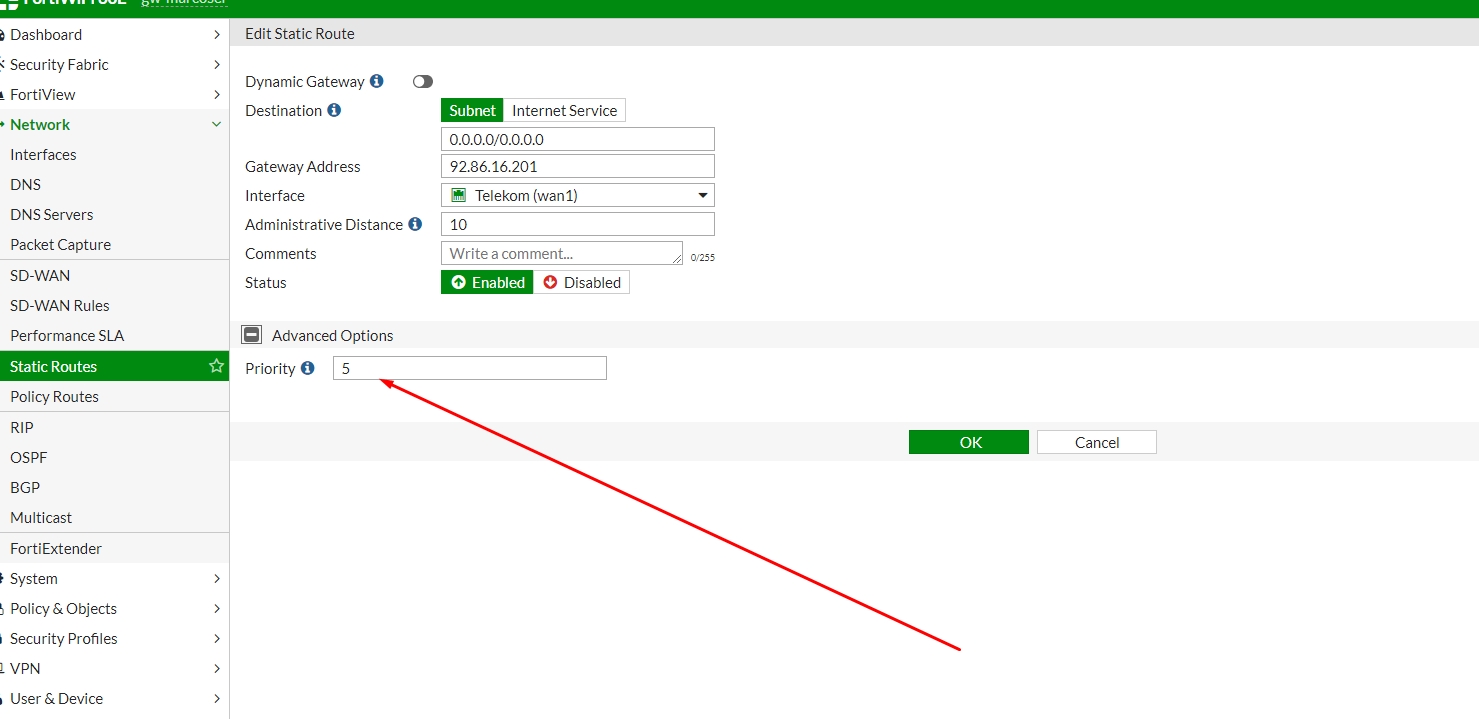 gw-marcoser
Edit Static Route
Dashboard
Security Fabric
FortiView
Network
Interfaces
DNS
DNS Servers
Packet Capture
SD-WAN
SD-WAN Rules
Performance SLA
Static Routes
Policy Routes
RIP
OSPF
BGP
Multicast
FortiExtender
System
Policy & Objects
Security Profiles
VPN
User & Device
Dynamic Gateway
Destination Subnet Internet Service
0.0.0.0/0.0.0.0
Gateway Address 92.86.16.201
Interface Telekom (wan1)
Administrative Distance 10
Comments Write a comment... 0/255
Status Enabled Disabled
Advanced Options
Priority 5
OK Cancel